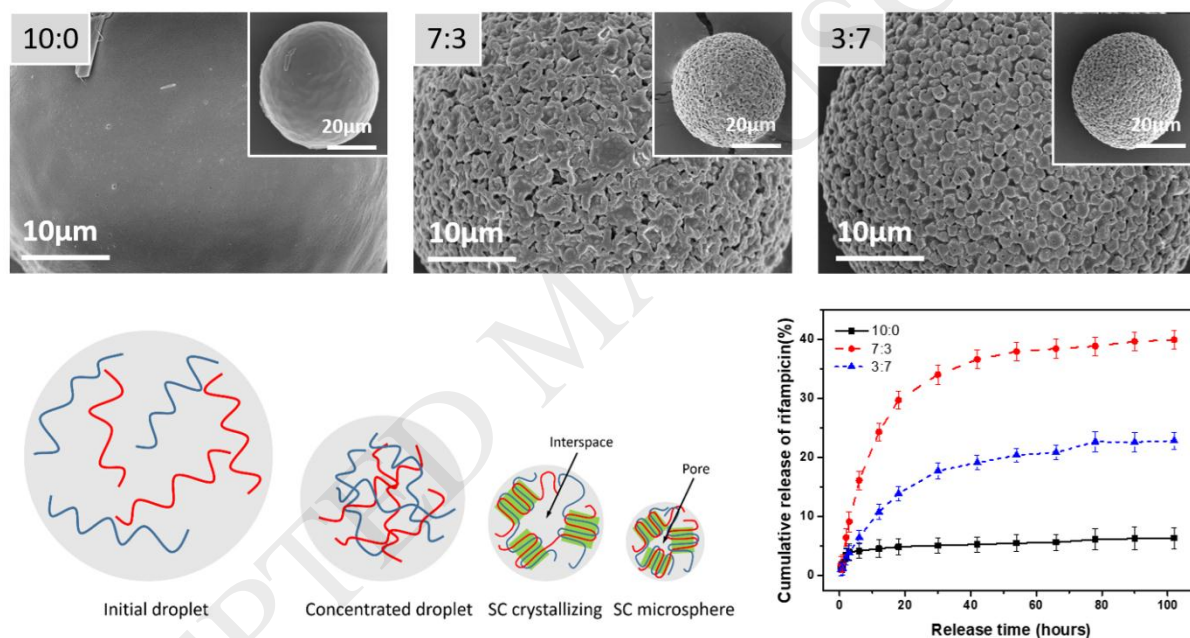 10:0
20μm
10μm
7:3
20μm
10μm
3:7
20μm
10μm
Interspace
Pore
Initial droplet
Concentrated droplet
SC crystallizing
SC microsphere
Cumulative release of rifampicin(%)
40
30
20
10
0
10:0
7:3
3:7
0
20
40
60
80
100
Release time (hours)